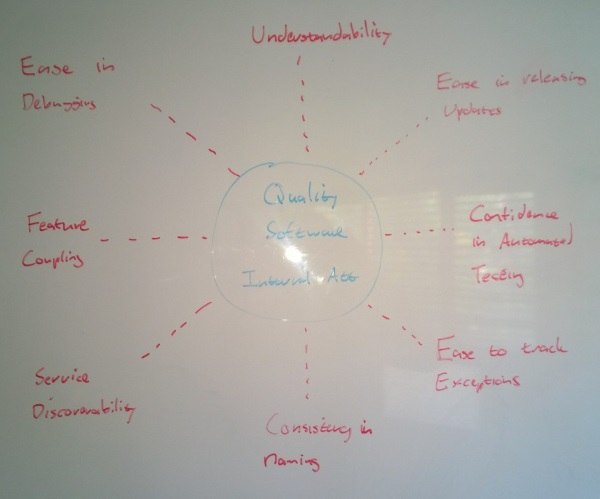 Understandability
Ease in
Debugging
Ease in releasing
Updates
Quality
Software
Internal Att
Feature
Coupling
Confidence
in Automated
Testing
Ease to track
Exceptions
Service
Discoverability
Consistency in
Naming